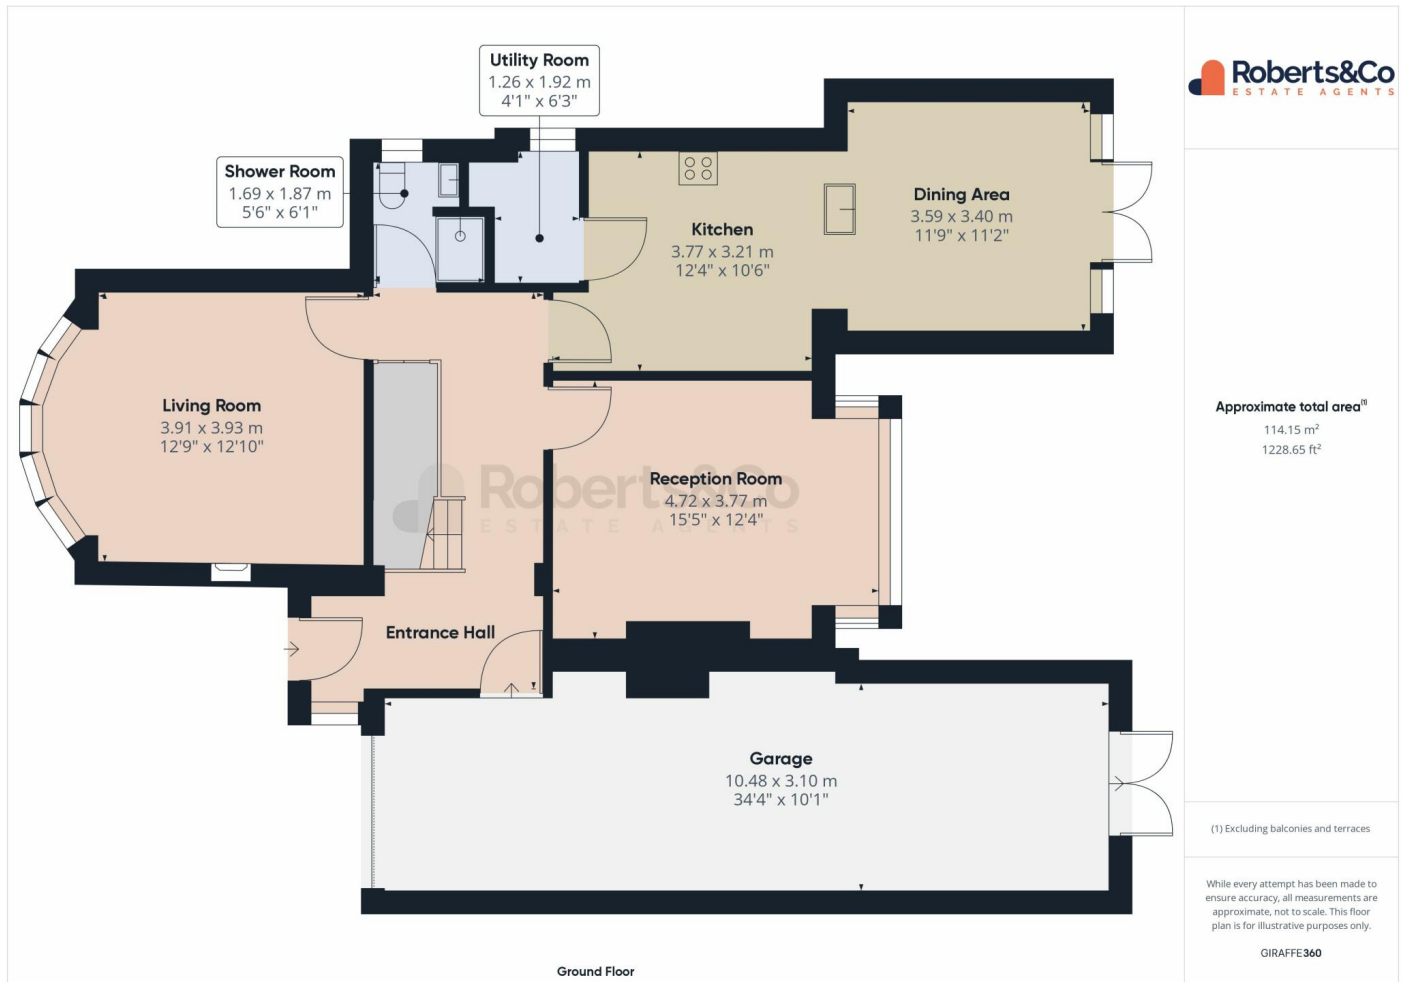 Utility Room
1.26 x 1.92 m
4'1" x 6'3"
Shower Room
1.69 x 1.87 m
5'6" x 6'1"
Kitchen
3.77 x 3.21 m
12'4" x 10'6"
Dining Area
3.59 x 3.40 m
11'9" x 11'2"
Living Room
3.91 x 3.93 m
12'9" x 12'10"
Roberts&Co
ESTATE AGENTS
Reception Room
4.72 x 3.77 m
15'5" x 12'4"
Entrance Hall
Garage
10.48 x 3.10 m
34'4" x 10'1"
Ground Floor
Roberts&Co
ESTATE AGENTS
Approximate total area(1)
114.15 m²
1228.65 ft²
(1) Excluding balconies and terraces
While every attempt has been made to
ensure accuracy, all measurements are
approximate, not to scale. This floor
plan is for illustrative purposes only.
GIRAFFE360